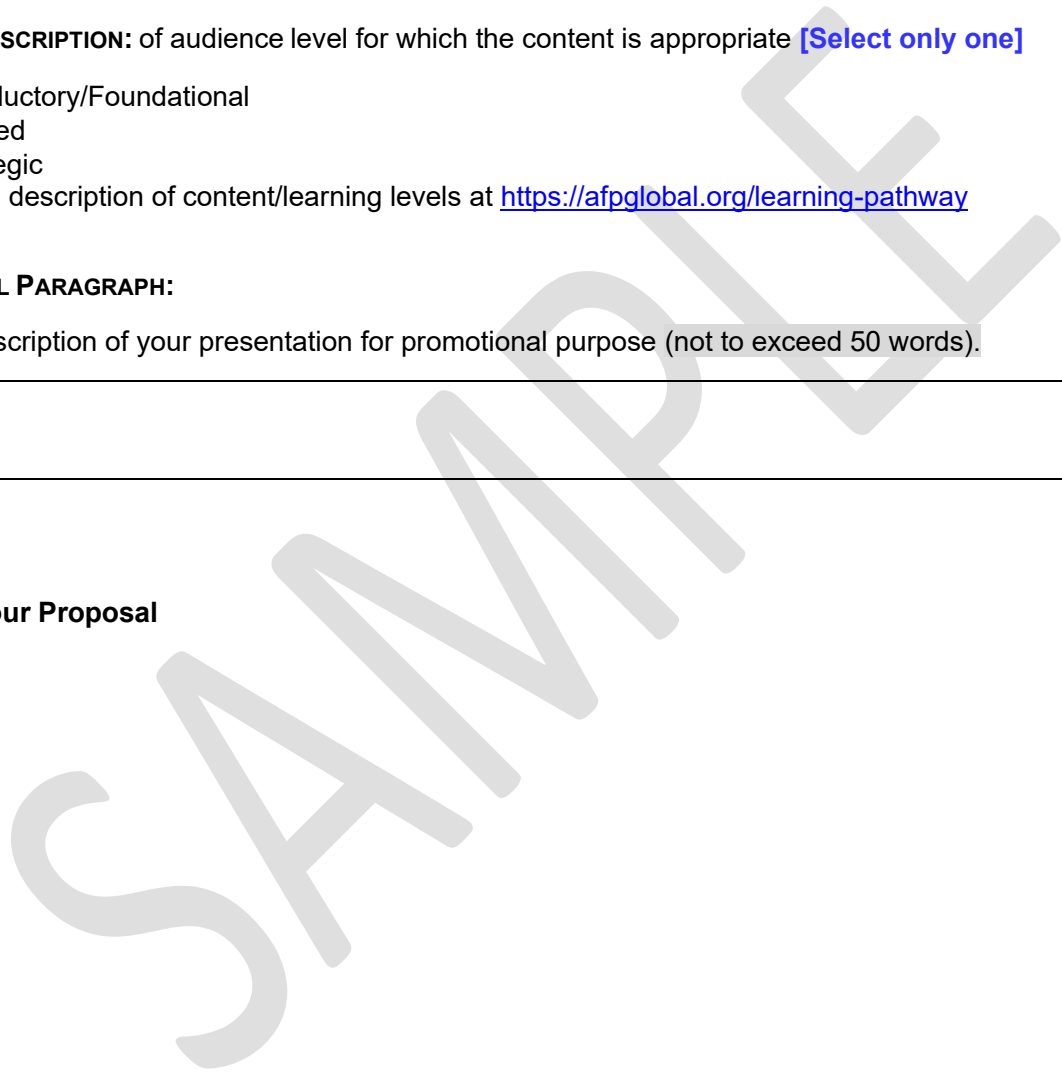 SCRIPTION: of audience level for which the content is appropriate [Select only one]
ductory/Foundational
ed
egic
description of content/learning levels at https://afpglobal.org/learning-pathway
L PARAGRAPH:
scription of your presentation for promotional purpose (not to exceed 50 words).
our Proposal
SAMPLE